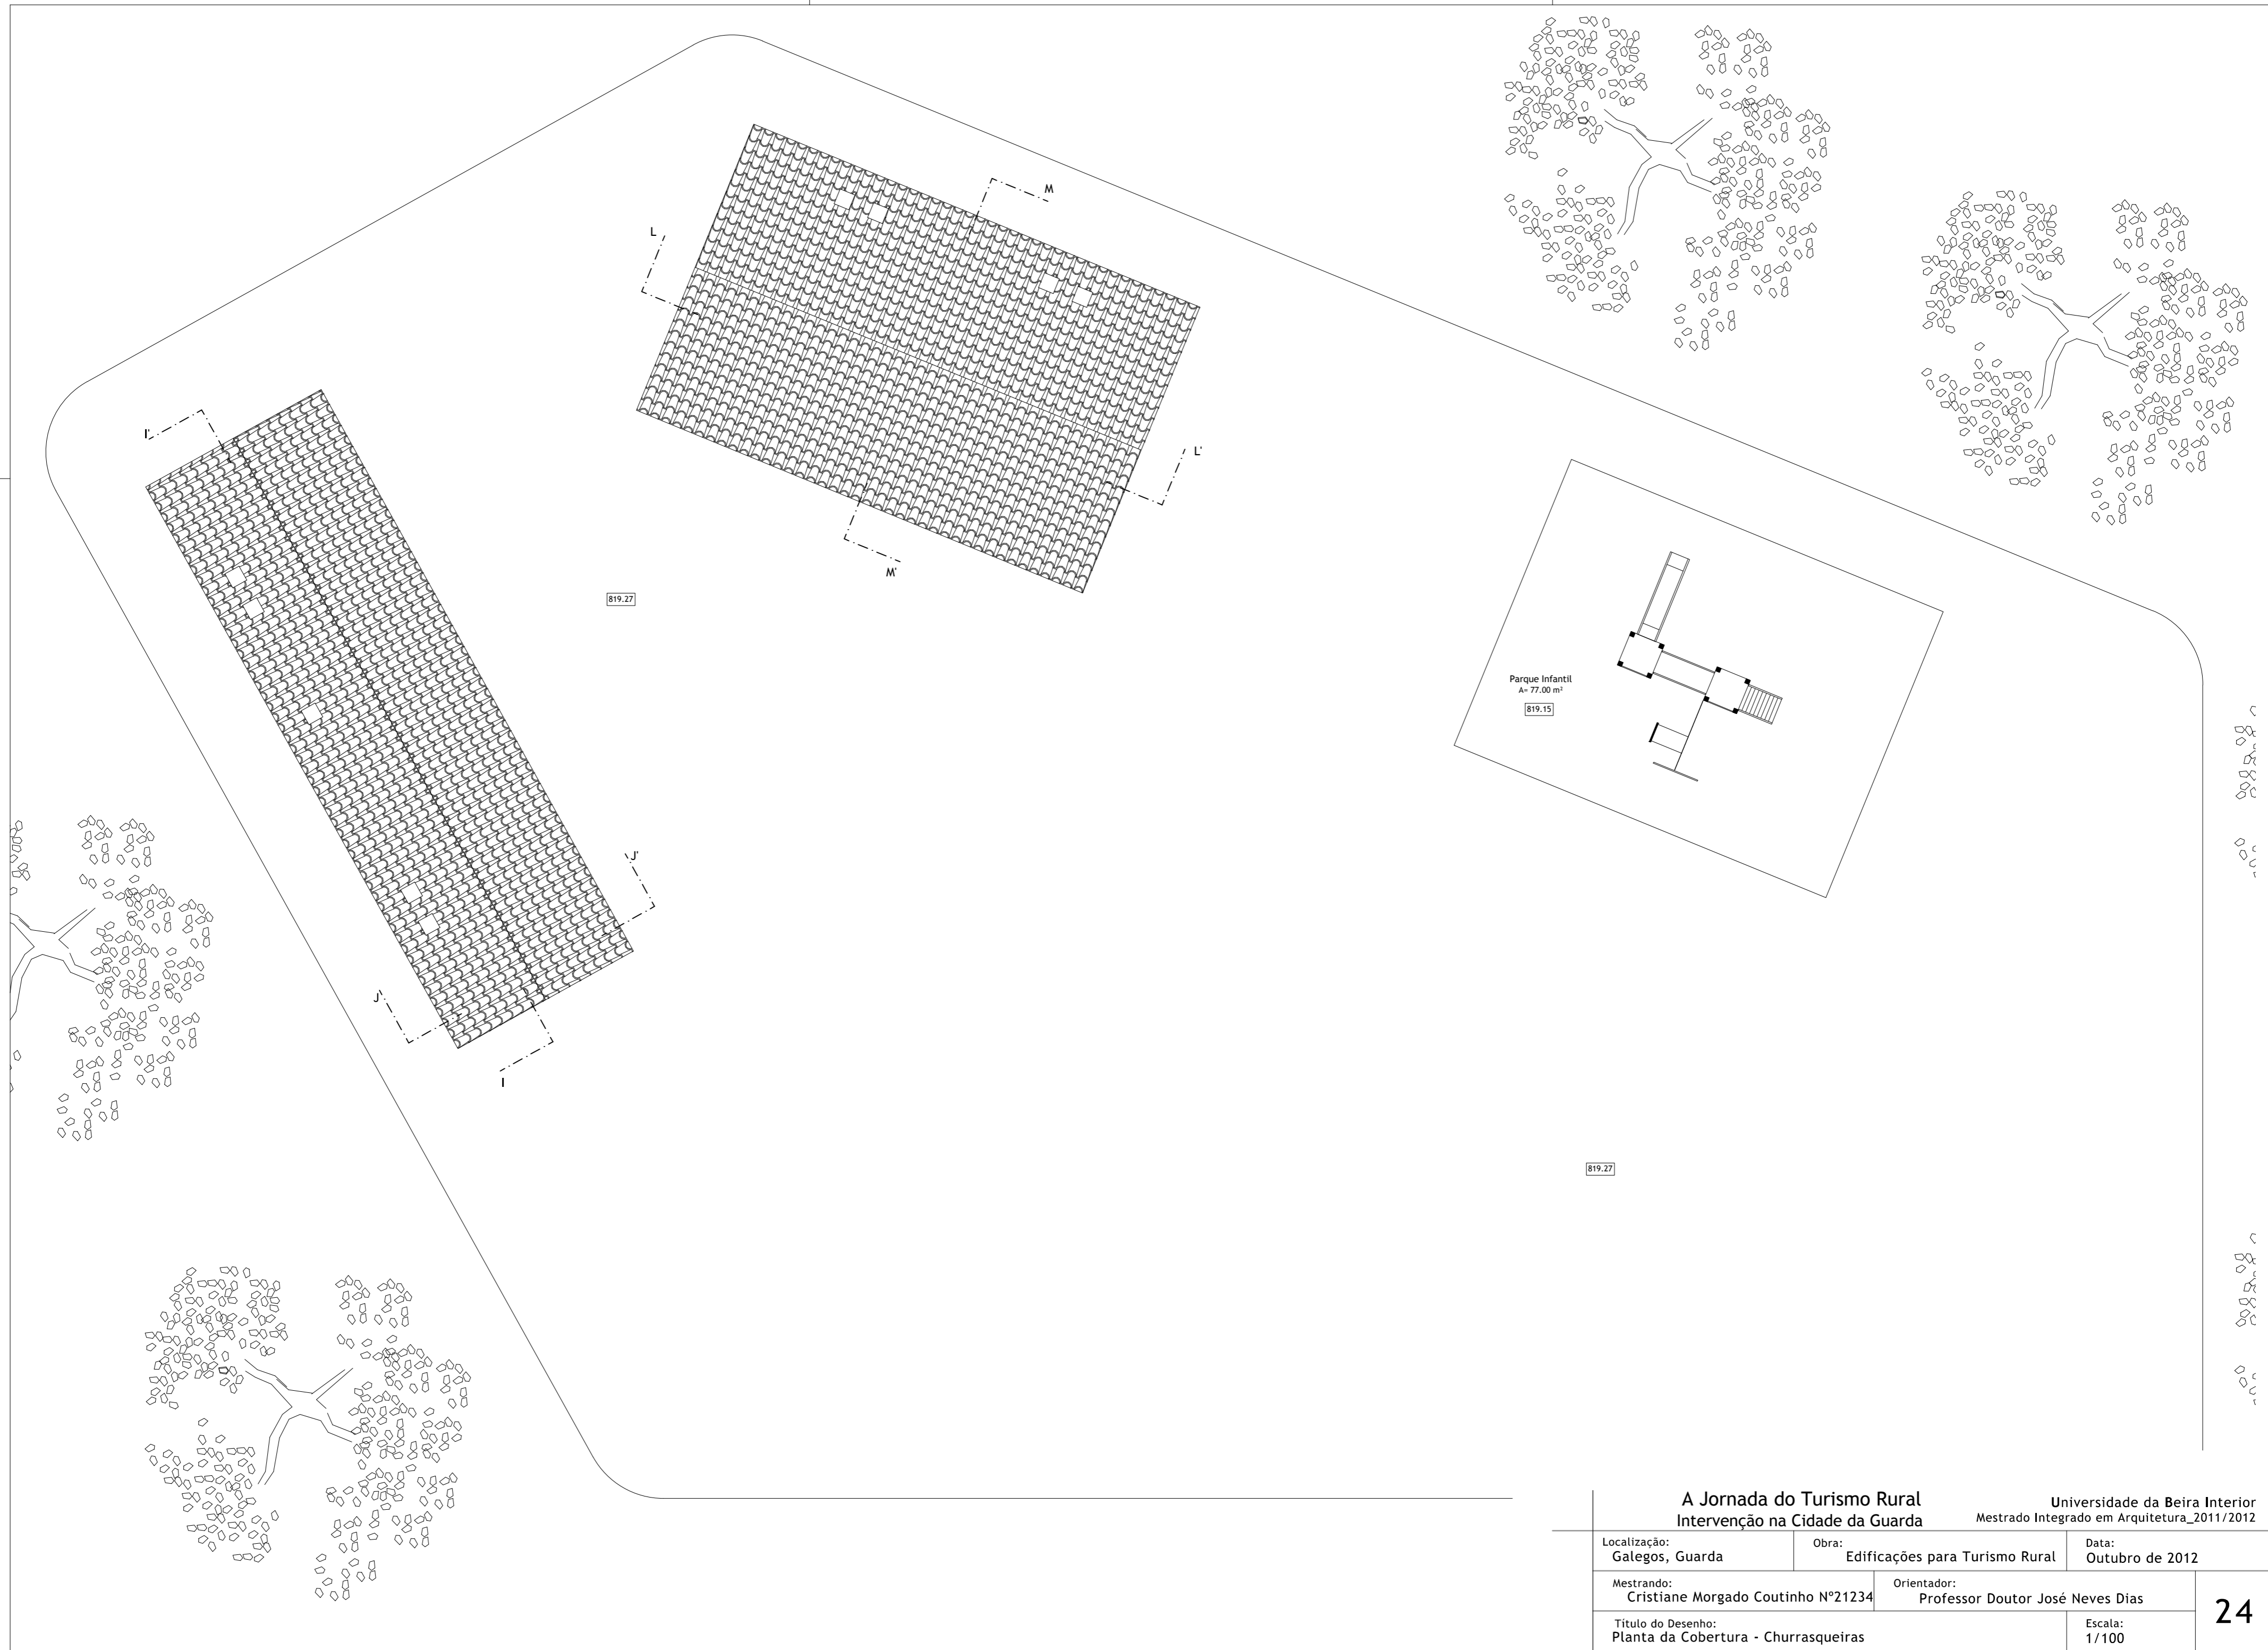 M
L
I'
L'
M'
819.27
Parque Infantil
A= 77.00 m²
819.15
J'
J
I
819.27
A Jornada do Turismo Rural
Intervenção na Cidade da Guarda
Universidade da Beira Interior
Mestrado Integrado em Arquitetura_2011/2012
Localização:
Galegos, Guarda
Obra:
Edificações para Turismo Rural
Data:
Outubro de 2012
Mestrando:
Cristiane Morgado Coutinho Nº21234
Orientador:
Professor Doutor José Neves Dias
24
Título do Desenho:
Planta da Cobertura - Churrasqueiras
Escala:
1/100